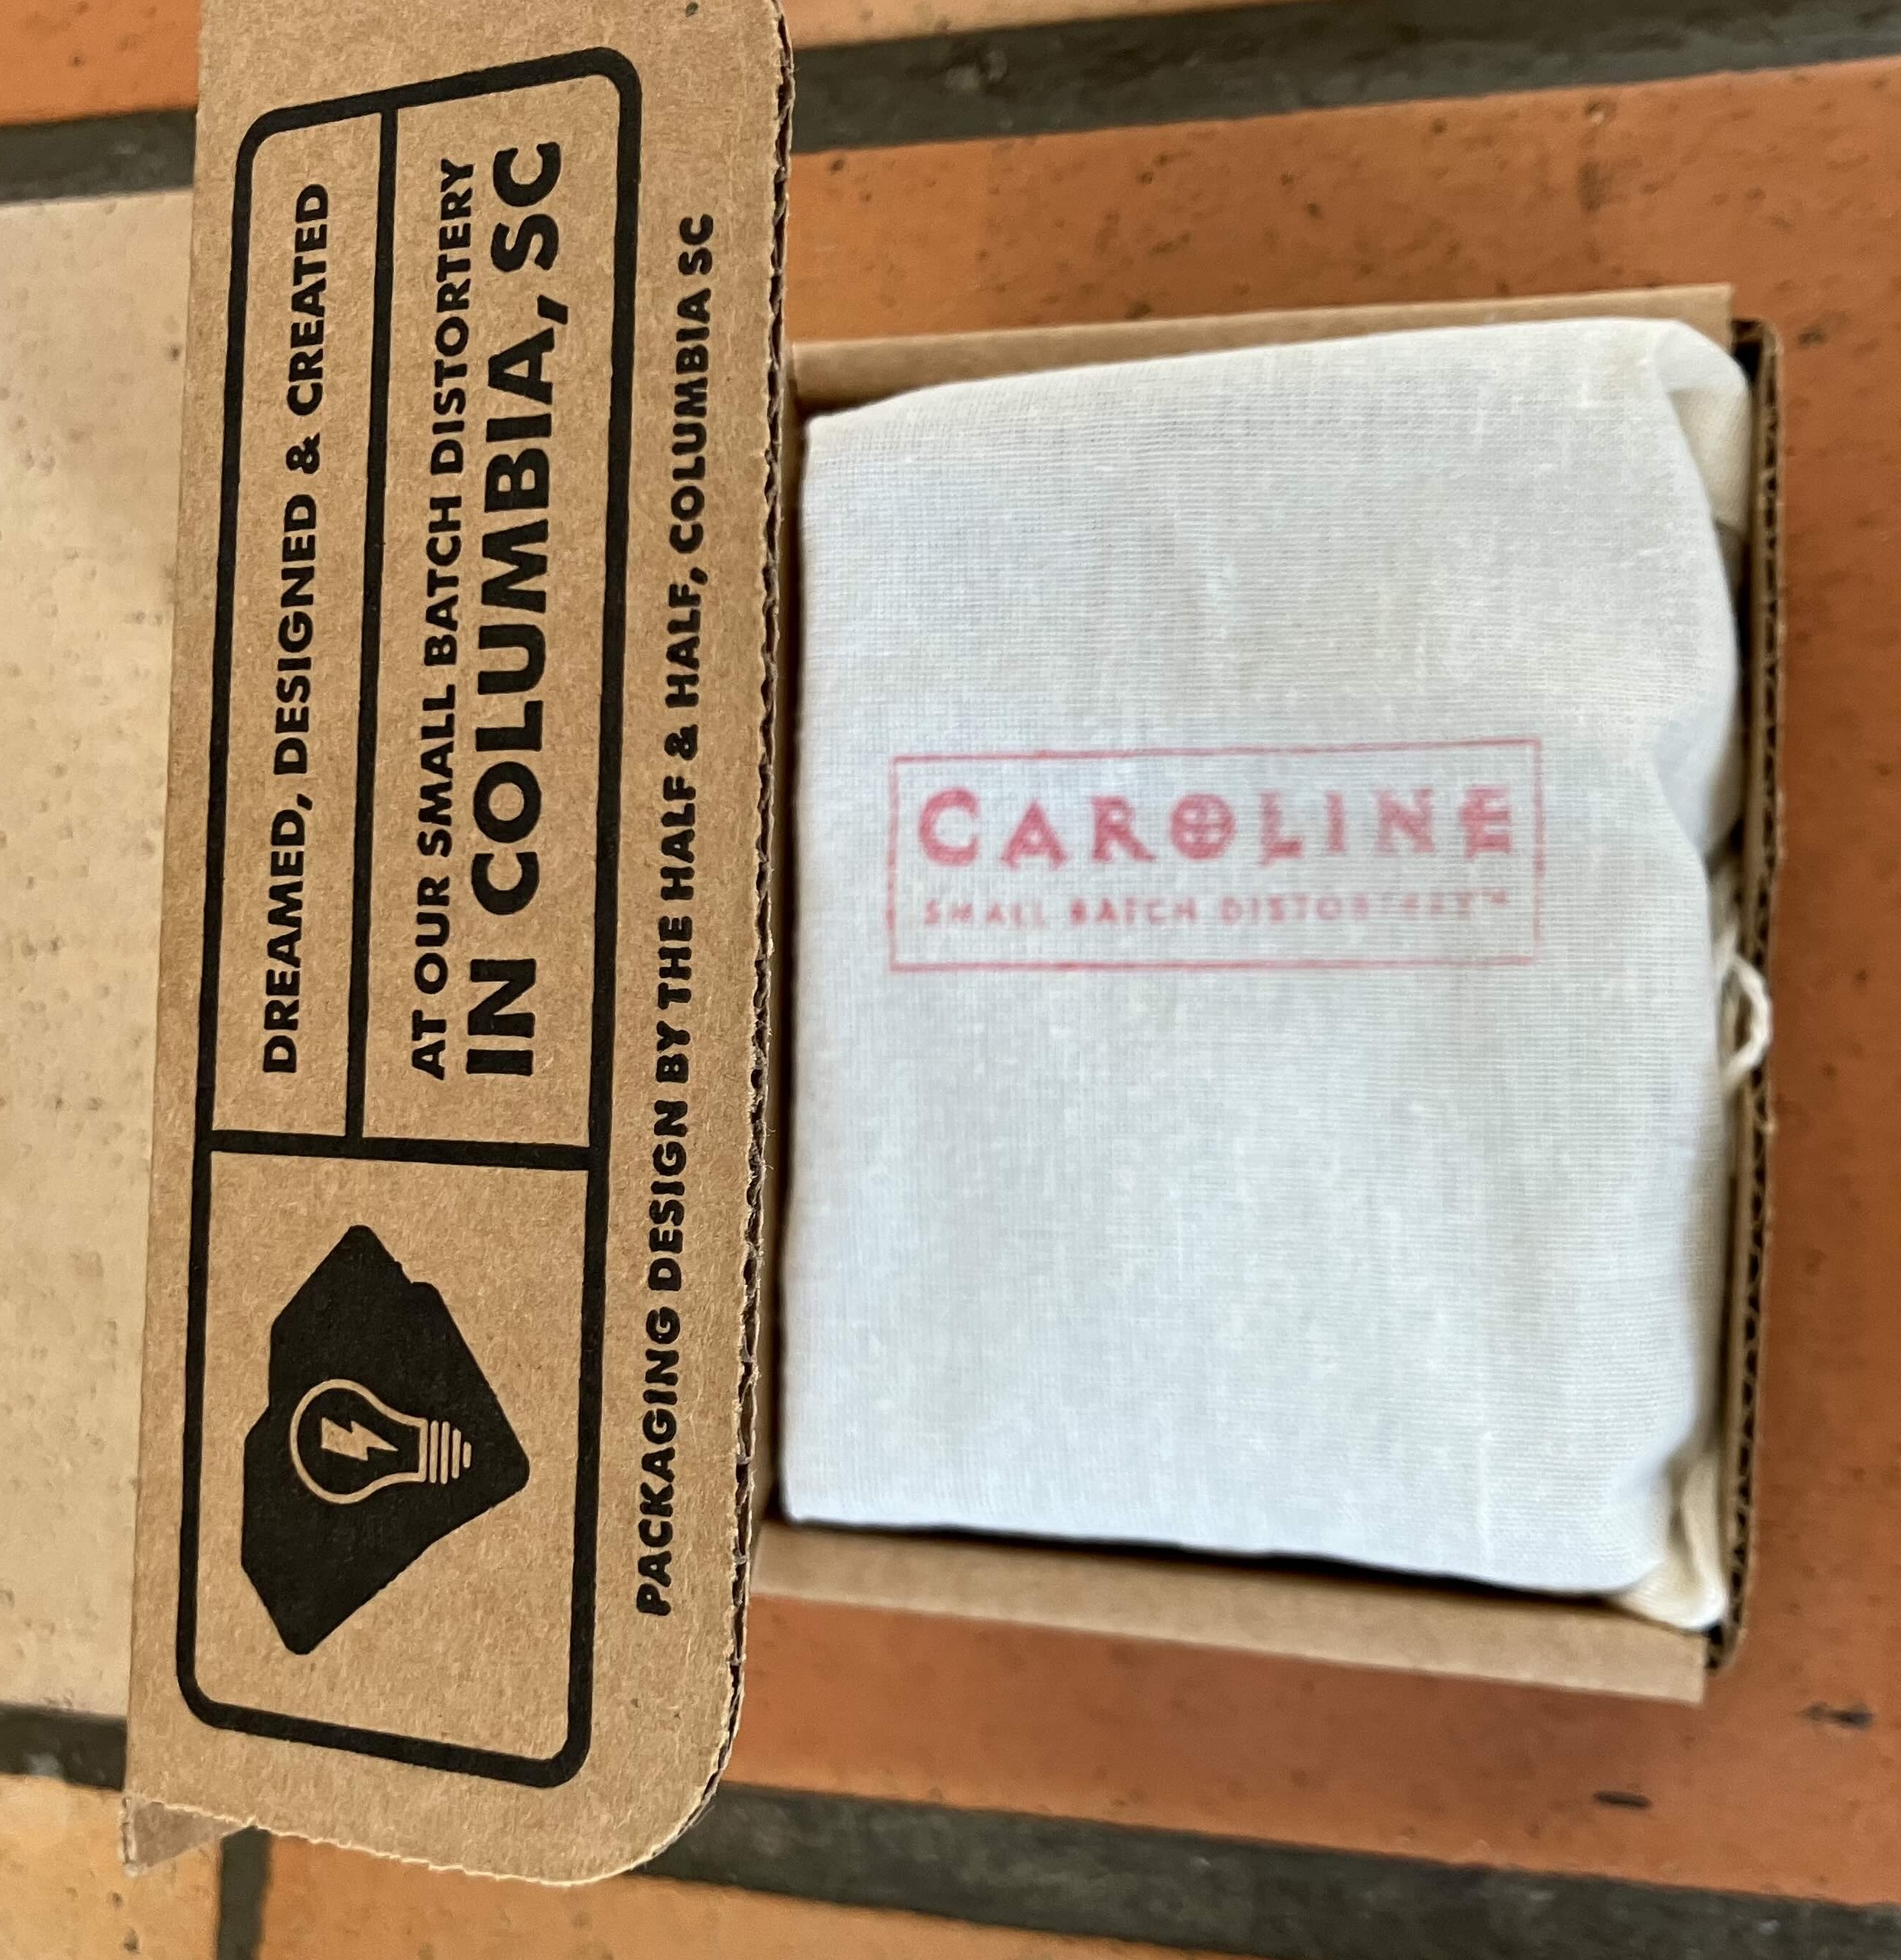 DREAMED, DESIGNED & CREATED
AT OUR SMALL BATCH DISTORTERY
IN COLUMBIA, SC
PACKAGING DESIGN BY THE HALF & HALF, COLUMBIA SC
CAROLINE
SMALL BATCH DISTORTERY™